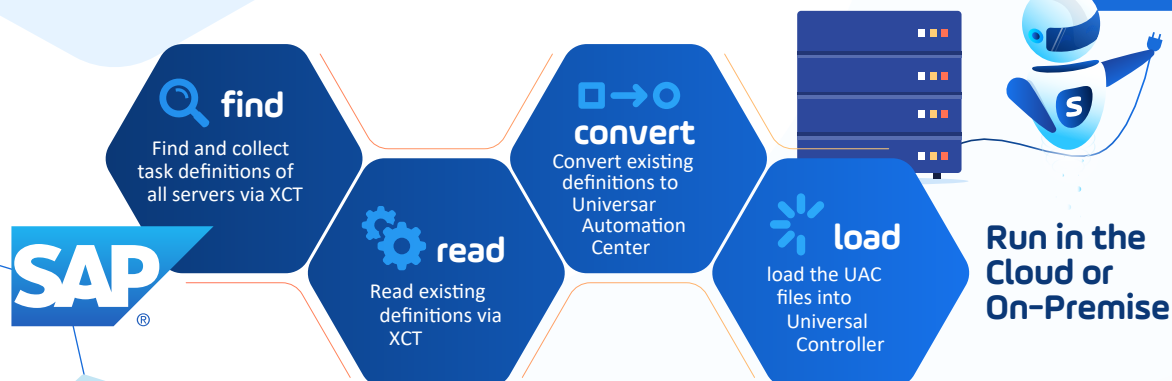 find
Find and collect
task definitions of
all servers via XCT
SAP
®
read
Read existing
definitions via
XCT
convert
Convert existing
definitions to
Universar
Automation
Center
load
load the UAC
files into
Universal
Controller
S
Run in the
Cloud or
On-Premise